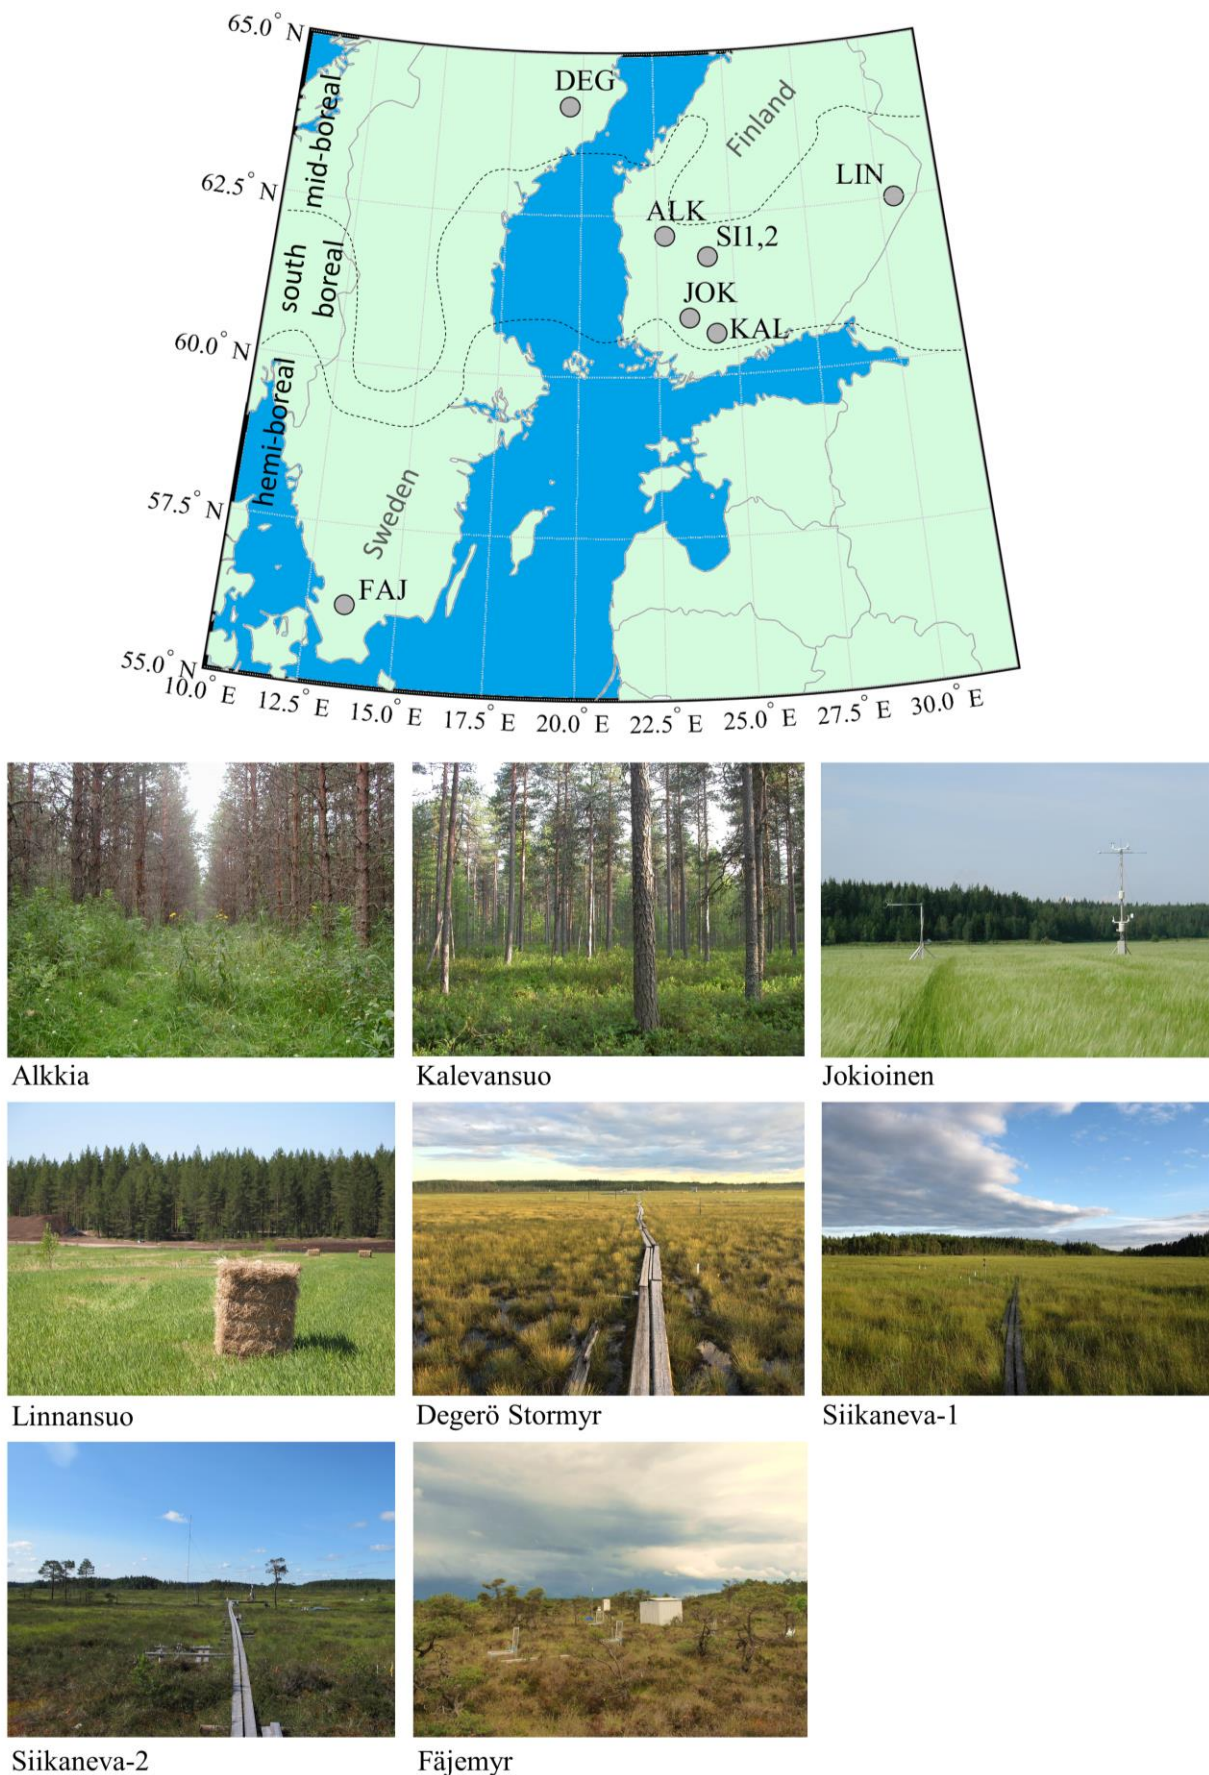 65.0° N
DEG
mid-boreal
Finland
62.5° N
LIN
ALK
SI1,2
south
boreal
JOK
KAL
60.0° N
hemi-boreal
57.5° N
Sweden
FAJ
55.0° N
10.0° E
12.5° E
15.0° E
17.5° E
20.0° E
22.5° E
25.0° E
27.5° E
30.0° E
Alkkia
Kalevansuo
Jokioinen
Linnansuo
Degerö Stormyr
Siikaneva-1
Siikaneva-2
Fäjemyr